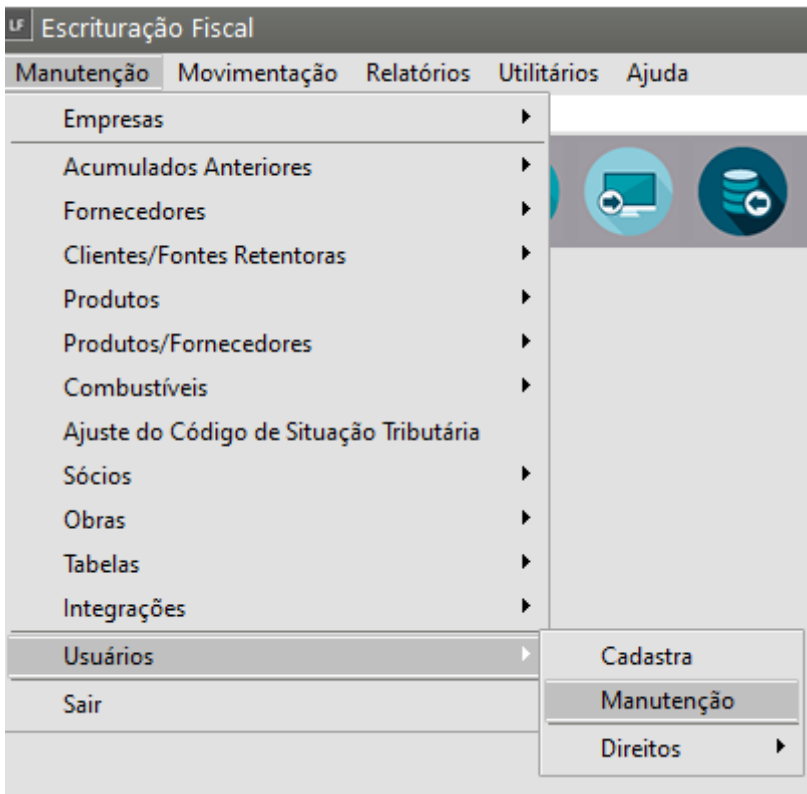 LF Escrituração Fiscal
Manutenção Movimentação Relatórios Utilitários Ajuda
Empresas
Acumulados Anteriores
Fornecedores
Clientes/Fontes Retentoras
Produtos
Produtos/Fornecedores
Combustíveis
Ajuste do Código de Situação Tributária
Sócios
Obras
Tabelas
Integrações
Usuários
Sair
Cadastra
Manutenção
Direitos